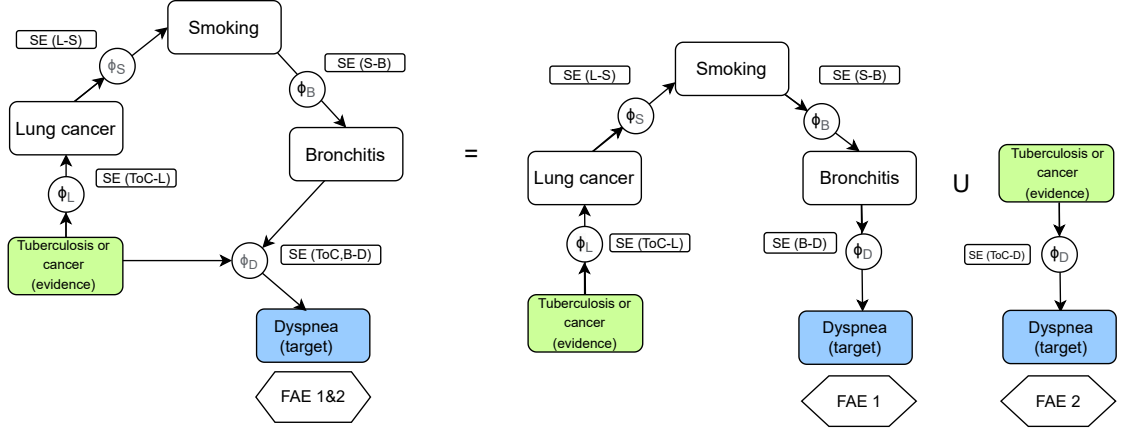 Smoking
SE (L-S)
ϕS
SE (S-B)
ϕB
Lung cancer
Bronchitis
SE (ToC-L)
ϕL
Tuberculosis or
cancer
(evidence)
SE (ToC,B-D)
ϕD
Dyspnea
(target)
FAE 1&2
=
Smoking
SE (L-S)
ϕS
SE (S-B)
ϕB
Lung cancer
Bronchitis
ϕL
SE (ToC-L)
SE (B-D)
ϕD
Tuberculosis or
cancer
(evidence)
Dyspnea
(target)
FAE 1
U
Tuberculosis or
cancer
(evidence)
SE (ToC-D)
ϕD
Dyspnea
(target)
FAE 2